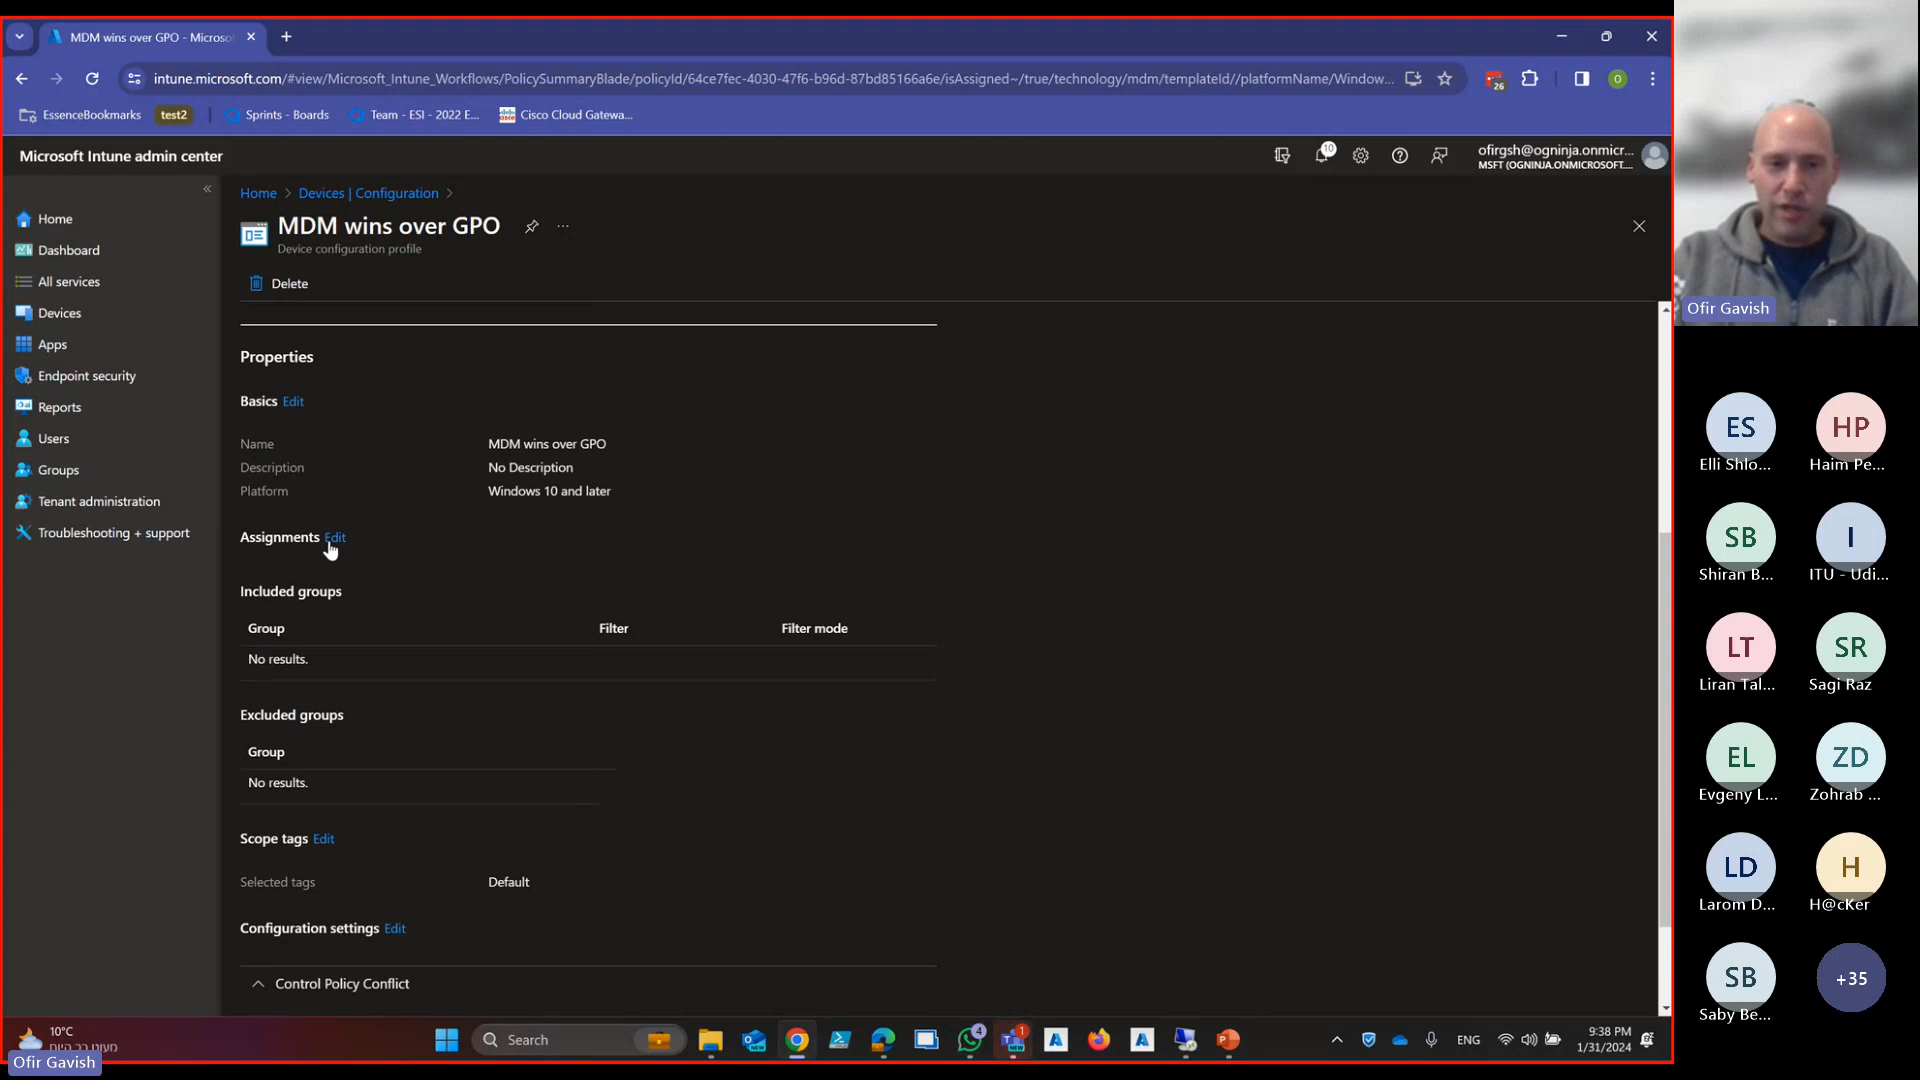 MDM wins over GPO - Microso
intune.microsoft.com/#view/Microsoft_Intune_Workflows/PolicySummaryBlade/policyId/64ce7fec-4030-47f6-b96d-87bd85166a6e/isAssigned~/true/technology/mdm/templateId//platformName/Window...
26
O
EssenceBookmarks
test2
Sprints - Boards
Team - ESI - 2022 E...
Cisco Cloud Gatewa...
Microsoft Intune admin center
10
ofirgsh@ogninja.onmicr...
MSFT (OGNINJA.ONMICROSOFT....
Home
Dashboard
All services
Devices
Apps
Endpoint security
Reports
Users
Groups
Tenant administration
Troubleshooting + support
Home > Devices | Configuration >
MDM wins over GPO
...
Device configuration profile
Delete
Properties
Basics Edit
Name MDM wins over GPO
Description No Description
Platform Windows 10 and later
Assignments Edit
Included groups
Group Filter Filter mode
No results.
Excluded groups
Group
No results.
Scope tags Edit
Selected tags Default
Configuration settings Edit
Control Policy Conflict
10°C
Search
NEW
4
1
NEW
ENG
9:38 PM
1/31/2024
Ofir Gavish
Ofir Gavish
ES
Elli Shlo...
HP
Haim Pe...
SB
Shiran B...
I
ITU - Udi...
LT
Liran Tal...
SR
Sagi Raz
EL
Evgeny L...
ZD
Zohrab ...
LD
Larom D...
H
H@cKer
SB
Saby Be...
+35